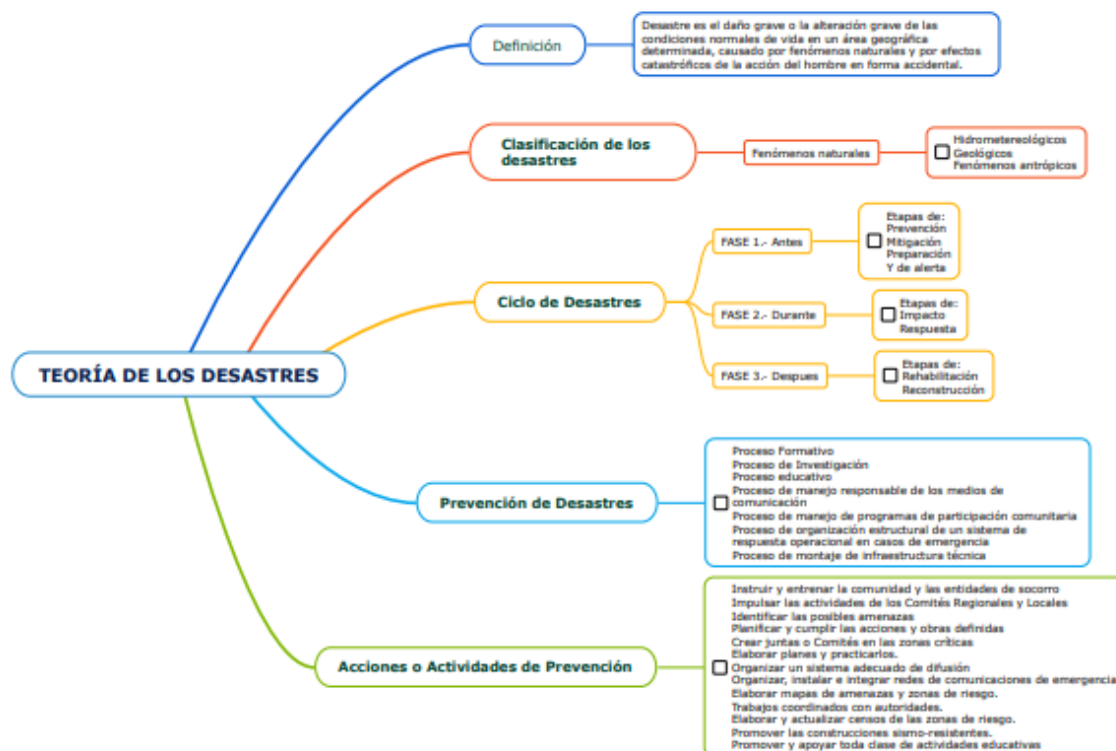 Definición
Desastre es el daño grave o la alteración grave de las
condiciones normales de vida en un área geográfica
determinada, causado por fenómenos naturales y por efectos
catastróficos de la acción del hombre en forma accidental.
Clasificación de los
desastres
Fenómenos naturales
Hidrometereológicos
Geológicos
Fenómenos antrópicos
Ciclo de Desastres
FASE 1.- Antes
Etapas de:
Prevención
Mitigación
Preparación
Y de alerta
FASE 2.- Durante
Etapas de:
Impacto
Respuesta
FASE 3.- Despues
Etapas de:
Rehabilitación
Reconstrucción
TEORÍA DE LOS DESASTRES
Prevención de Desastres
Proceso Formativo
Proceso de Investigación
Proceso educativo
Proceso de manejo responsable de los medios de
comunicación
Proceso de manejo de programas de participación comunitaria
Proceso de organización estructural de un sistema de
respuesta operacional en casos de emergencia
Proceso de montaje de infraestructura técnica
Acciones o Actividades de Prevención
Instruir y entrenar la comunidad y las entidades de socorro
Impulsar las actividades de los Comités Regionales y Locales
Identificar las posibles amenazas
Planificar y cumplir las acciones y obras definidas
Crear juntas o Comités en las zonas críticas
Elaborar planes y practicarlos.
Organizar un sistema adecuado de difusión
Organizar, instalar e integrar redes de comunicaciones de emergencia
Elaborar mapas de amenazas y zonas de riesgo.
Trabajos coordinados con autoridades.
Elaborar y actualizar censos de las zonas de riesgo.
Promover las construcciones sismo-resistentes.
Promover y apoyar toda clase de actividades educativas